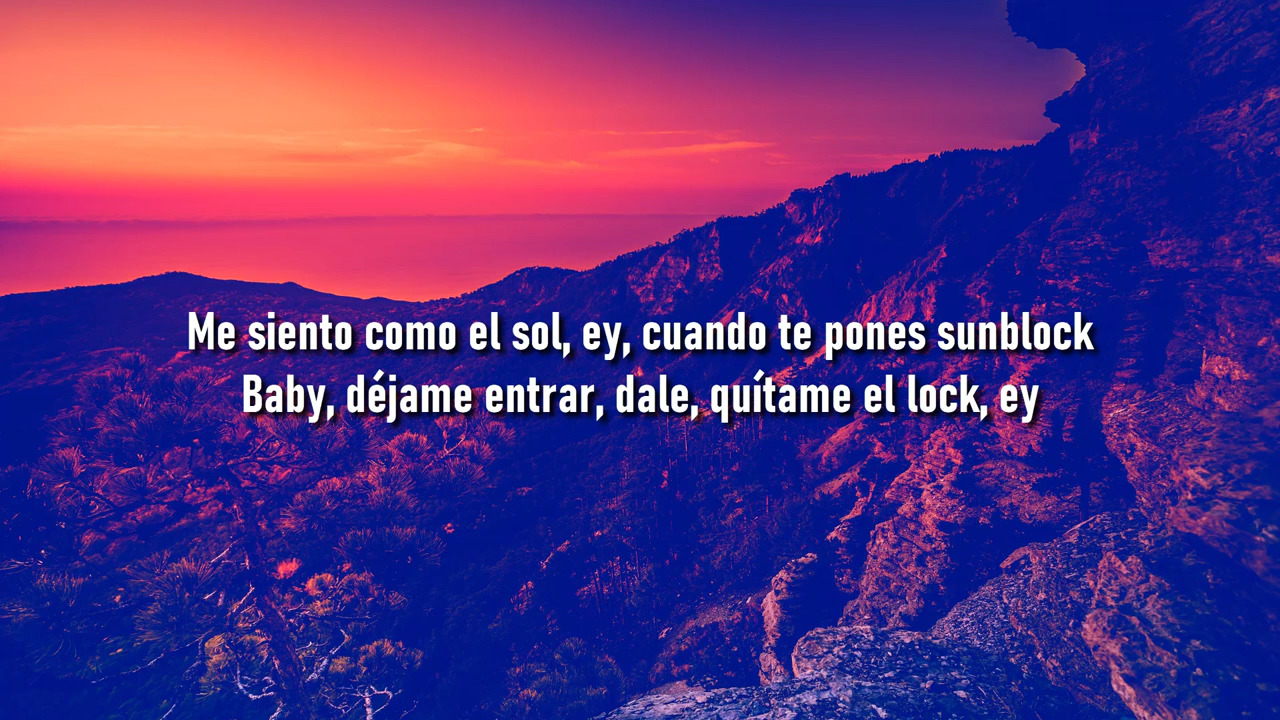 Me siento como el sol, ey, cuando te pones sunblock
Baby, déjame entrar, dale, quítame el lock, ey